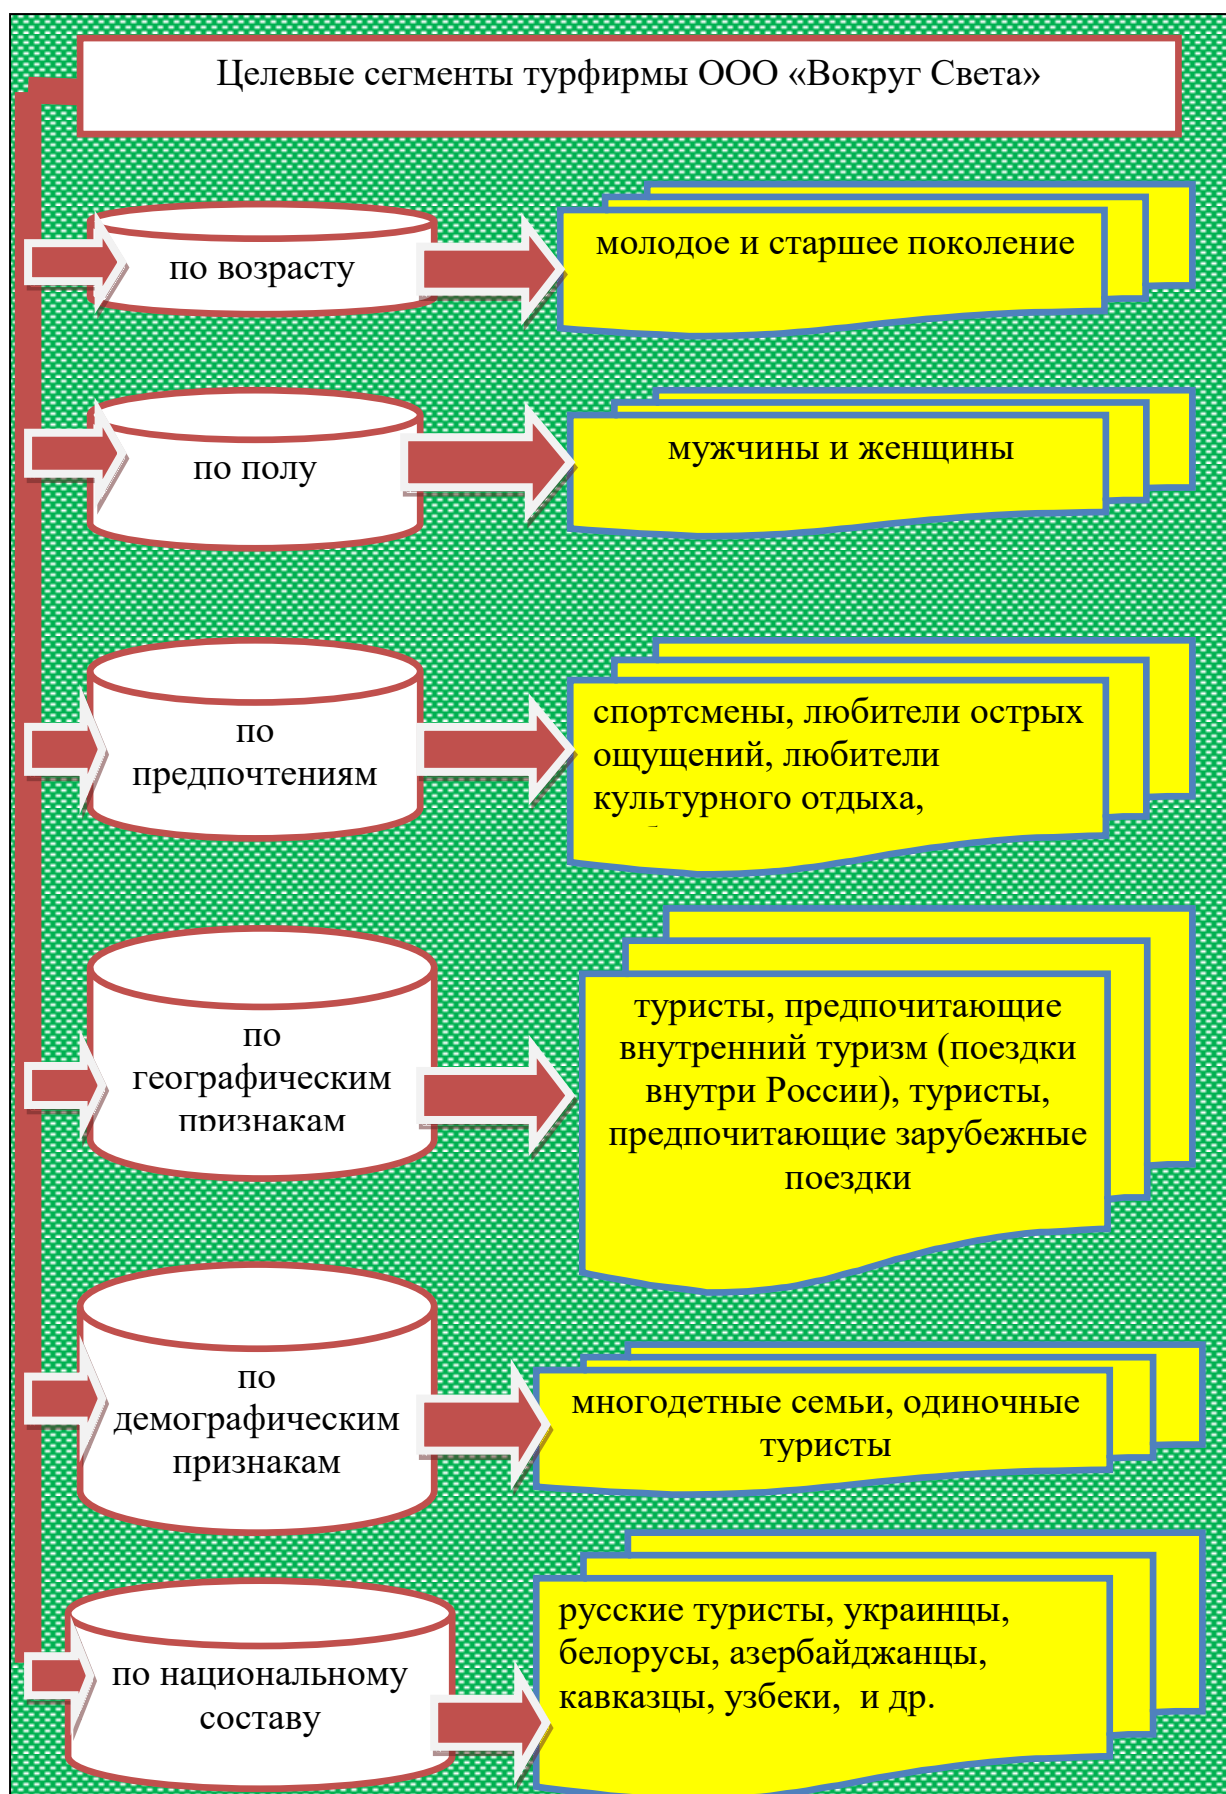 Целевые сегменты турфирмы ООО «Вокруг Света»
по возрасту
молодое и старшее поколение
по полу
мужчины и женщины
по
предпочтениям
спортсмены, любители острых
ощущений, любители
культурного отдыха,
по
географическим
признакам
туристы, предпочитающие
внутренний туризм (поездки
внутри России), туристы,
предпочитающие зарубежные
поездки
по
демографическим
признакам
многодетные семьи, одиночные
туристы
по национальному
составу
русские туристы, украинцы,
белорусы, азербайджанцы,
кавказцы, узбеки, и др.